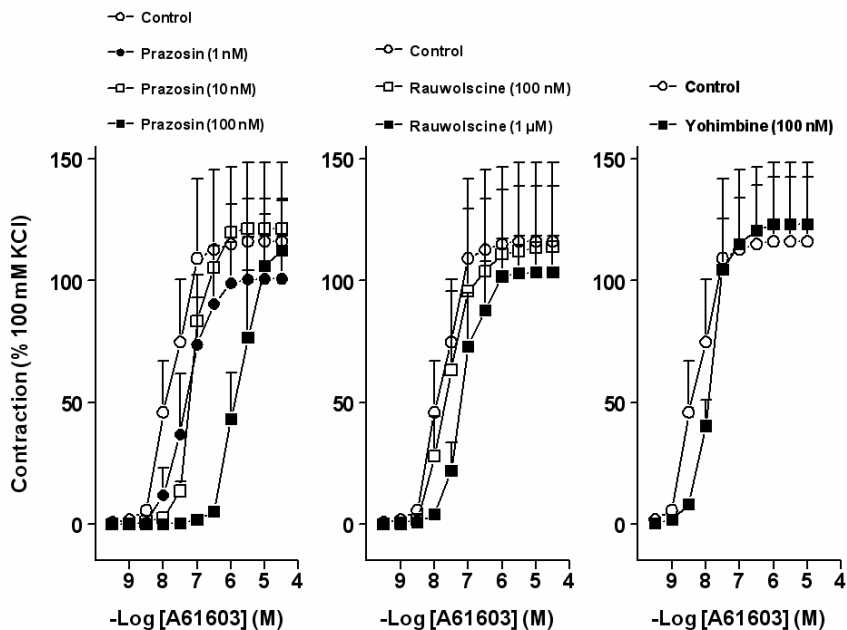 Control
Prazosin (1 nM)
Prazosin (10 nM)
Prazosin (100 nM)
Control
Rauwolscine (100 nM)
Rauwolscine (1 µM)
Control
Yohimbine (100 nM)
Contraction (% 100 mM KCl)
150
100
50
0
9 8 7 6 5 4
-Log [A61603] (M)
150
100
50
0
9 8 7 6 5 4
-Log [A61603] (M)
150
100
50
0
9 8 7 6 5 4
-Log [A61603] (M)